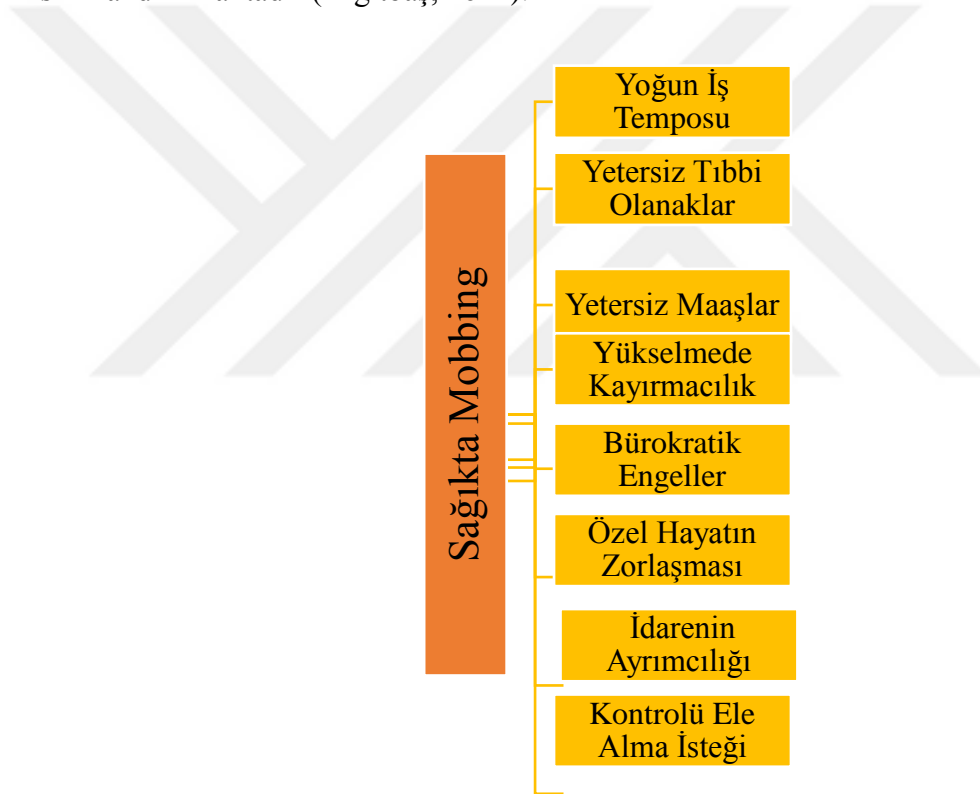 Sağıkta Mobbing
Yoğun İş
Temposu
Yetersiz Tıbbi
Olanaklar
Yetersiz Maaşlar
Yükselmede
Kayırmacılık
Bürokratik
Engeller
Özel Hayatın
Zorlaşması
İdarenin
Ayrımcılığı
Kontrolü Ele
Alma İsteği